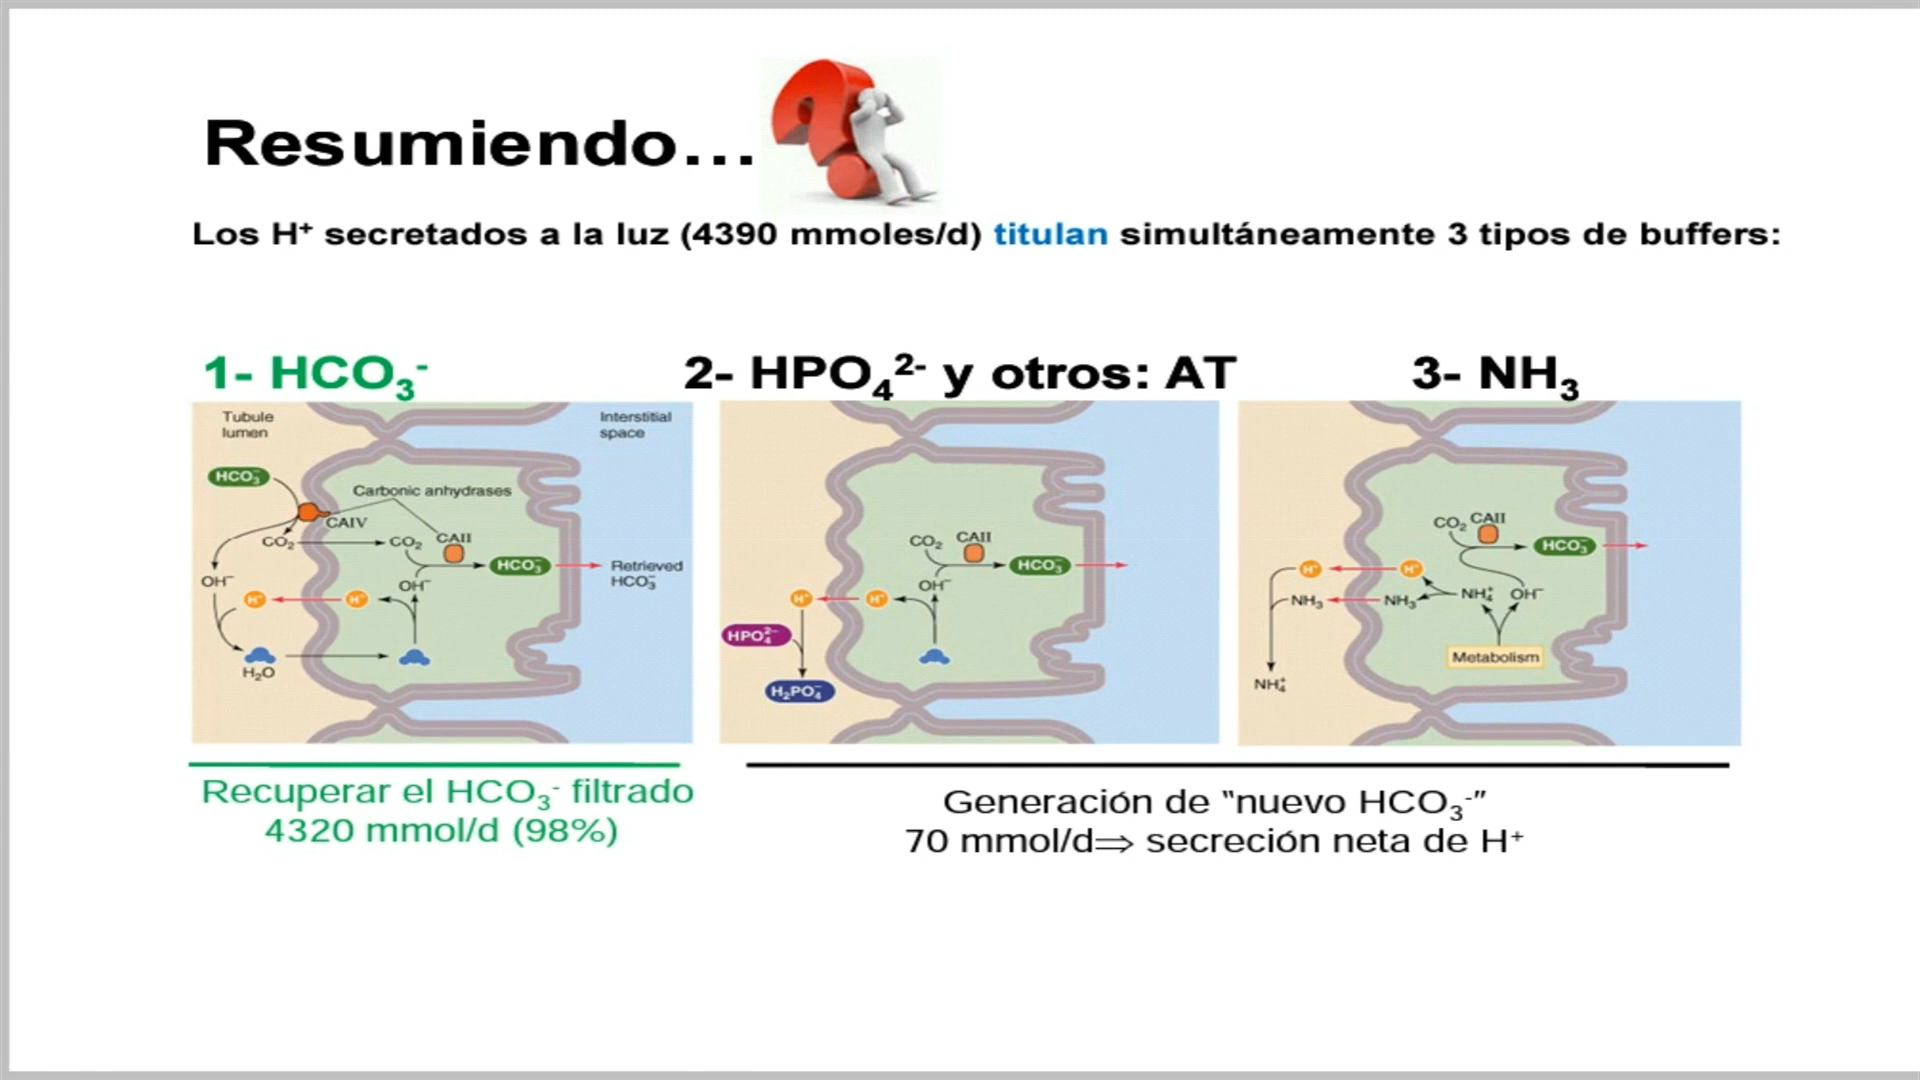 Resumiendo...
Los H⁺ secretados a la luz (4390 mmoles/d) titulan simultáneamente 3 tipos de buffers:
1- HCO₃⁻
2- HPO₄²⁻ y otros: AT
3- NH₃
Tubule lumen
Interstitial space
HCO₃⁻
Carbonic anhydrases
CAIV
CO₂
CO₂
CAII
HCO₃⁻
Retrieved HCO₃⁻
OH⁻
OH⁻
H⁺
H⁺
H₂O
CO₂
CAII
HCO₃⁻
OH⁻
H⁺
H⁺
HPO₄²⁻
H₂PO₄⁻
CO₂
CAII
HCO₃⁻
H⁺
H⁺
NH₃
NH₃
NH₄⁺
OH⁻
Metabolism
NH₄⁺
Recuperar el HCO₃⁻ filtrado
4320 mmol/d (98%)
Generación de "nuevo HCO₃⁻"
70 mmol/d⇒ secreción neta de H⁺